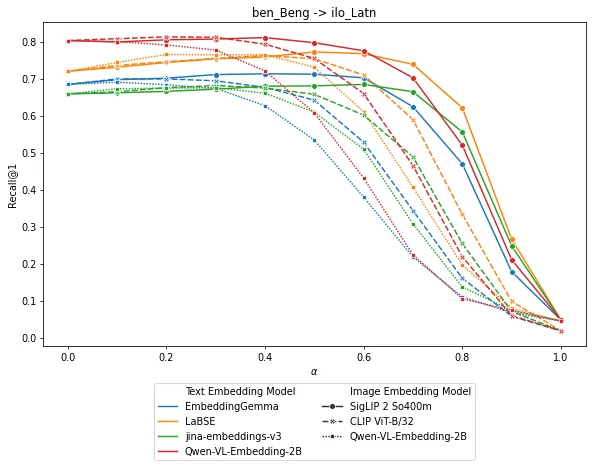 ben_Beng -> ilo_Latn
Recall@1
0.8
0.7
0.6
0.5
0.4
0.3
0.2
0.1
0.0
0.0 0.2 0.4 0.6 0.8 1.0
α
Text Embedding Model
EmbeddingGemma
LaBSE
jina-embeddings-v3
Qwen-VL-Embedding-2B
Image Embedding Model
SigLIP 2 So400m
CLIP ViT-B/32
Qwen-VL-Embedding-2B